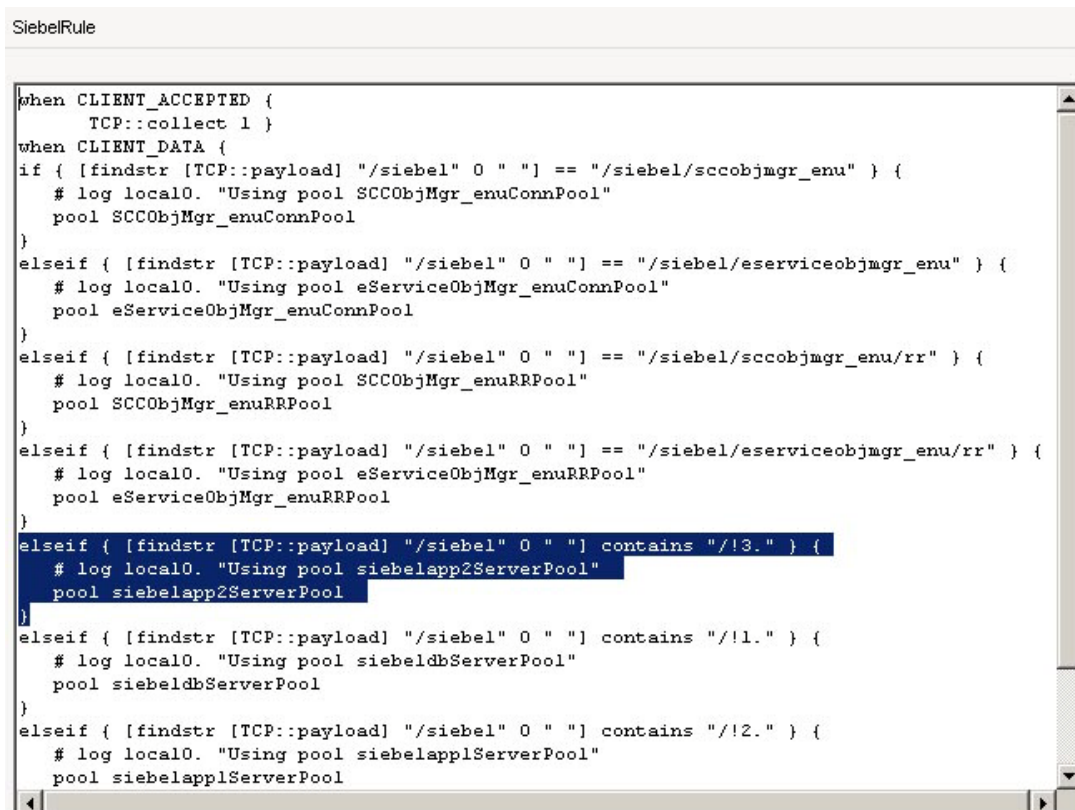 SiebelRule
when CLIENT_ACCEPTED {
TCP::collect 1 }
when CLIENT_DATA {
if { [findstr [TCP::payload] "/siebel" 0 " "] == "/siebel/sccobjmgr_enu" } {
# log local0. "Using pool SCCObjMgr_enuConnPool"
pool SCCObjMgr_enuConnPool
}
elseif { [findstr [TCP::payload] "/siebel" 0 " "] == "/siebel/eserviceobjmgr_enu" } {
# log local0. "Using pool eServiceObjMgr_enuConnPool"
pool eServiceObjMgr_enuConnPool
}
elseif { [findstr [TCP::payload] "/siebel" 0 " "] == "/siebel/sccobjmgr_enu/rr" } {
# log local0. "Using pool SCCObjMgr_enuRRPool"
pool SCCObjMgr_enuRRPool
}
elseif { [findstr [TCP::payload] "/siebel" 0 " "] == "/siebel/eserviceobjmgr_enu/rr" } {
# log local0. "Using pool eServiceObjMgr_enuRRPool"
pool eServiceObjMgr_enuRRPool
}
elseif { [findstr [TCP::payload] "/siebel" 0 " "] contains "/!3." } {
# log local0. "Using pool siebelapp2ServerPool"
pool siebelapp2ServerPool
}
elseif { [findstr [TCP::payload] "/siebel" 0 " "] contains "/!1." } {
# log local0. "Using pool siebeldbServerPool"
pool siebeldbServerPool
}
elseif { [findstr [TCP::payload] "/siebel" 0 " "] contains "/!2." } {
# log local0. "Using pool siebelapp1ServerPool"
pool siebelapp1ServerPool